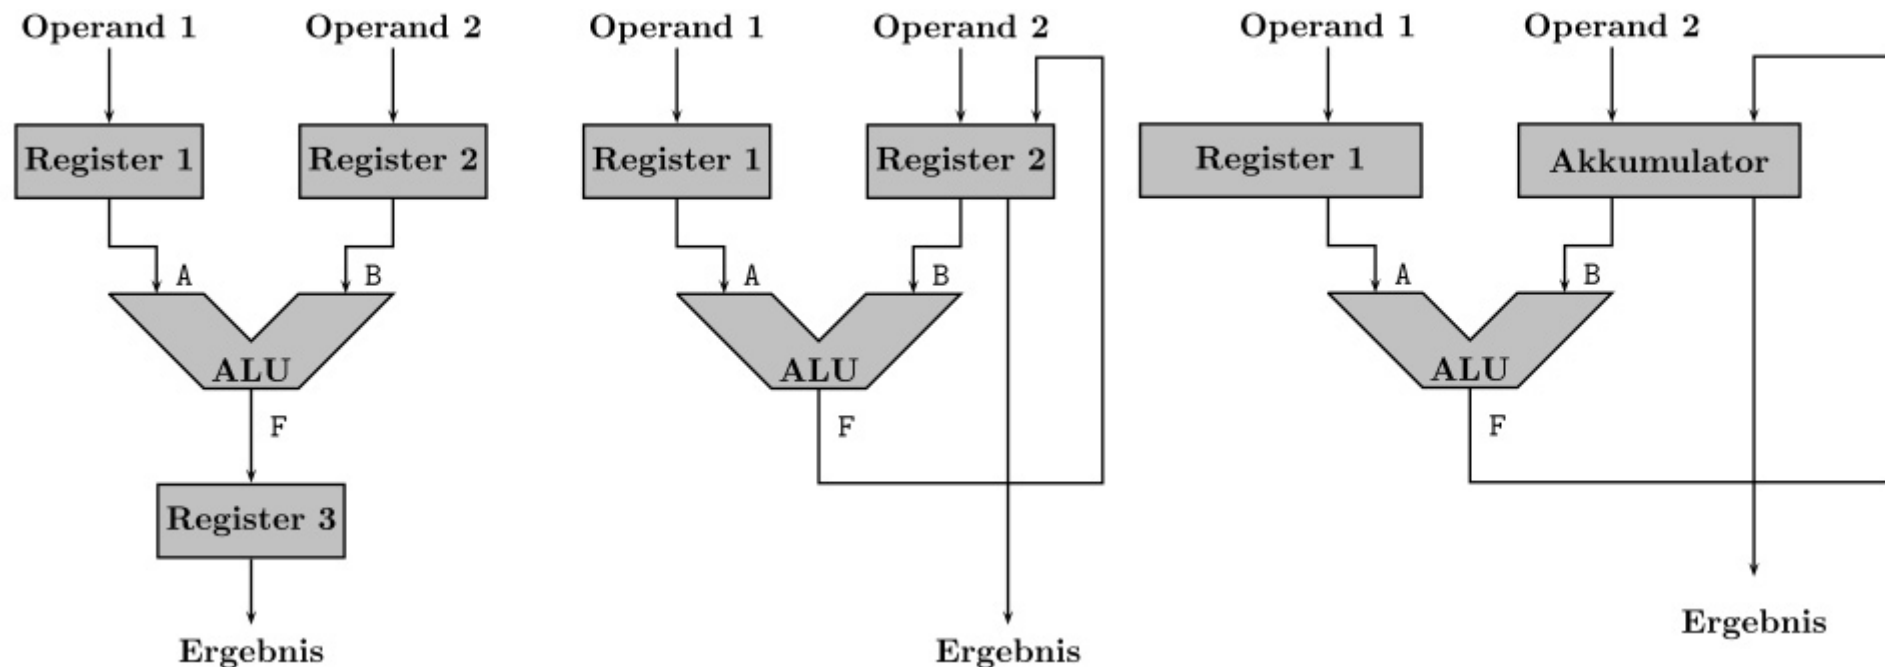 Operand 1
Operand 2
Register 1
Register 2
A
B
ALU
F
Register 3
Ergebnis
Operand 1
Operand 2
Register 1
Register 2
A
B
ALU
F
Ergebnis
Operand 1
Operand 2
Register 1
Akkumulator
A
B
ALU
F
Ergebnis